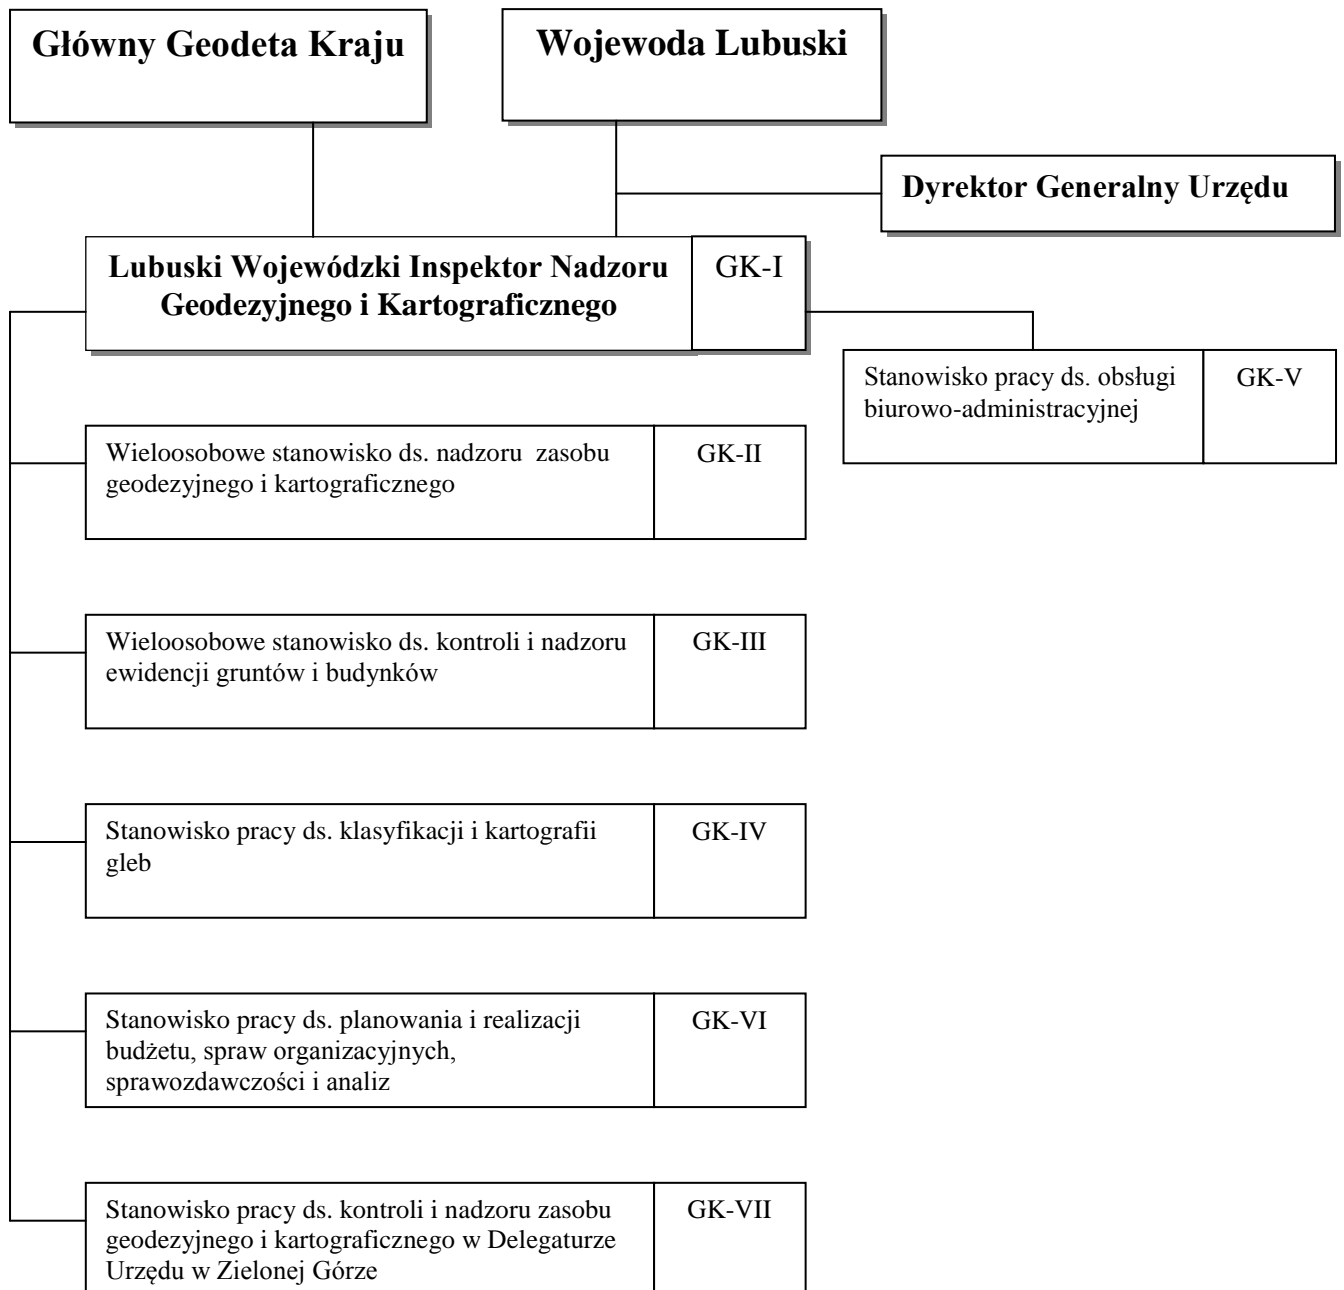 Główny Geodeta Kraju
Wojewoda Lubuski
Dyrektor Generalny Urzędu
Lubuski Wojewódzki Inspektor Nadzoru
Geodezyjnego i Kartograficznego
GK-I
Stanowisko pracy ds. obsługi
biurowo-administracyjnej
GK-V
Wieloosobowe stanowisko ds. nadzoru zasobu
geodezyjnego i kartograficznego
GK-II
Wieloosobowe stanowisko ds. kontroli i nadzoru
ewidencji gruntów i budynków
GK-III
Stanowisko pracy ds. klasyfikacji i kartografii
gleb
GK-IV
Stanowisko pracy ds. planowania i realizacji
budżetu, spraw organizacyjnych,
sprawozdawczości i analiz
GK-VI
Stanowisko pracy ds. kontroli i nadzoru zasobu
geodezyjnego i kartograficznego w Delegaturze
Urzędu w Zielonej Górze
GK-VII